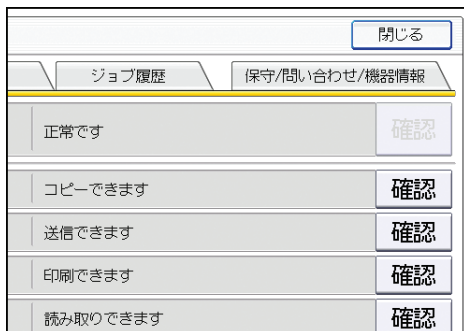 閉じる
ジョブ履歴 保守/問い合わせ/機器情報
正常です 確認
コピーできます 確認
送信できます 確認
印刷できます 確認
読み取りできます 確認